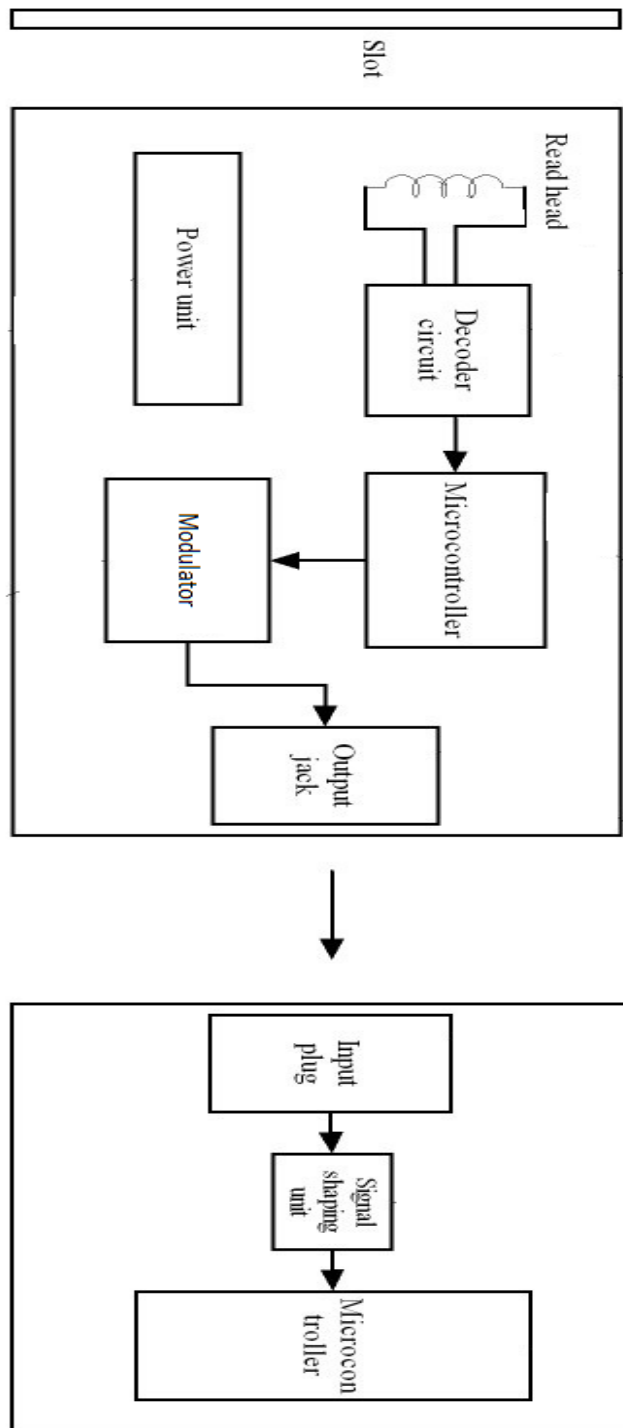 Slot
Read head
Decoder
circuit
Microcontroller
Power unit
Modulator
Output
jack
Input
plug
Signal
shaping
unit
Microcon
troller